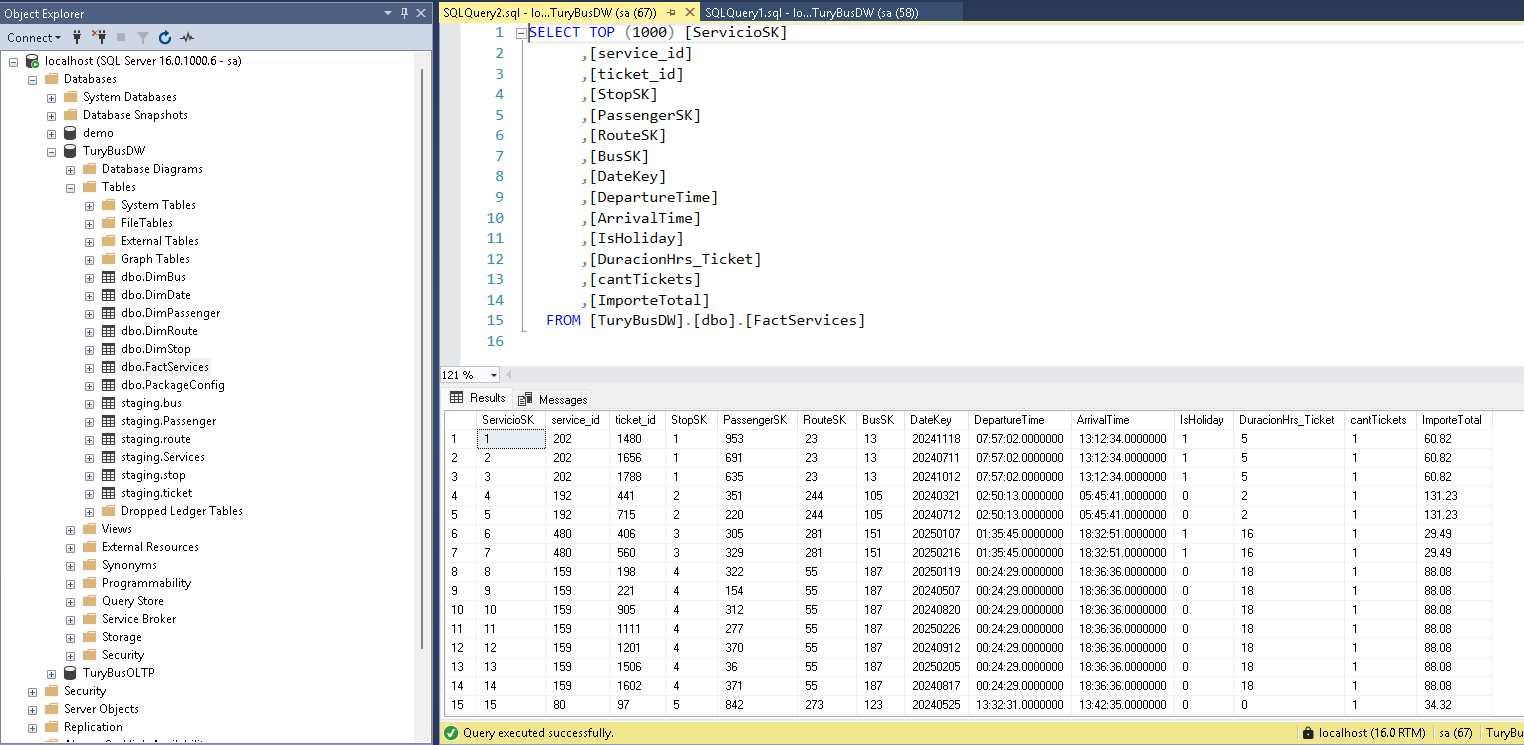 Object Explorer
Connect
localhost (SQL Server 16.0.1000.6 - sa)
Databases
System Databases
Database Snapshots
demo
TuryBusDW
Database Diagrams
Tables
System Tables
FileTables
External Tables
Graph Tables
dbo.DimBus
dbo.DimDate
dbo.DimPassenger
dbo.DimRoute
dbo.DimStop
dbo.FactServices
dbo.PackageConfig
staging.bus
staging.Passenger
staging.route
staging.Services
staging.stop
staging.ticket
Dropped Ledger Tables
Views
External Resources
Synonyms
Programmability
Query Store
Service Broker
Storage
Security
TuryBusOLTP
Security
Server Objects
Replication
SQLQuery2.sql - lo...TuryBusDW (sa (67)) SQLQuery1.sql - lo...TuryBusDW (sa (58))
1 SELECT TOP (1000) [ServicioSK]
2 ,[service_id]
3 ,[ticket_id]
4 ,[StopSK]
5 ,[PassengerSK]
6 ,[RouteSK]
7 ,[BusSK]
8 ,[DateKey]
9 ,[DepartureTime]
10 ,[ArrivalTime]
11 ,[IsHoliday]
12 ,[DuracionHrs_Ticket]
13 ,[cantTickets]
14 ,[ImporteTotal]
15 FROM [TuryBusDW].[dbo].[FactServices]
16
121 %
Results Messages
ServicioSK service_id ticket_id StopSK PassengerSK RouteSK BusSK DateKey DepartureTime ArrivalTime IsHoliday DuracionHrs_Ticket cantTickets ImporteTotal
1 1 202 1480 1 953 23 13 20241118 07:57:02.0000000 13:12:34.0000000 1 5 1 60.82
2 2 202 1656 1 691 23 13 20240711 07:57:02.0000000 13:12:34.0000000 1 5 1 60.82
3 3 202 1788 1 635 23 13 20241012 07:57:02.0000000 13:12:34.0000000 1 5 1 60.82
4 4 192 441 2 351 244 105 20240321 02:50:13.0000000 05:45:41.0000000 0 2 1 131.23
5 5 192 715 2 220 244 105 20240712 02:50:13.0000000 05:45:41.0000000 0 2 1 131.23
6 6 480 406 3 305 281 151 20250107 01:35:45.0000000 18:32:51.0000000 1 16 1 29.49
7 7 480 560 3 329 281 151 20250216 01:35:45.0000000 18:32:51.0000000 1 16 1 29.49
8 8 159 198 4 322 55 187 20250119 00:24:29.0000000 18:36:36.0000000 0 18 1 88.08
9 9 159 221 4 154 55 187 20240507 00:24:29.0000000 18:36:36.0000000 0 18 1 88.08
10 10 159 905 4 312 55 187 20240820 00:24:29.0000000 18:36:36.0000000 0 18 1 88.08
11 11 159 1111 4 277 55 187 20250226 00:24:29.0000000 18:36:36.0000000 0 18 1 88.08
12 12 159 1201 4 370 55 187 20240912 00:24:29.0000000 18:36:36.0000000 0 18 1 88.08
13 13 159 1506 4 36 55 187 20250205 00:24:29.0000000 18:36:36.0000000 0 18 1 88.08
14 14 159 1602 4 371 55 187 20240817 00:24:29.0000000 18:36:36.0000000 0 18 1 88.08
15 15 80 97 5 842 273 123 20240525 13:32:31.0000000 13:42:35.0000000 0 0 1 34.32
Query executed successfully. localhost (16.0 RTM) sa (67) TuryBu